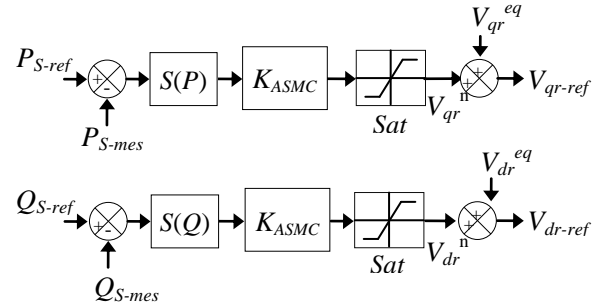 V_qr^eq
P_S-ref
+
-
S(P)
K_ASMC
+
+
V_qr-ref
V_qr^n
P_S-mes
Sat
V_dr^eq
Q_S-ref
+
-
S(Q)
K_ASMC
+
+
V_dr-ref
V_dr^n
Sat
Q_S-mes